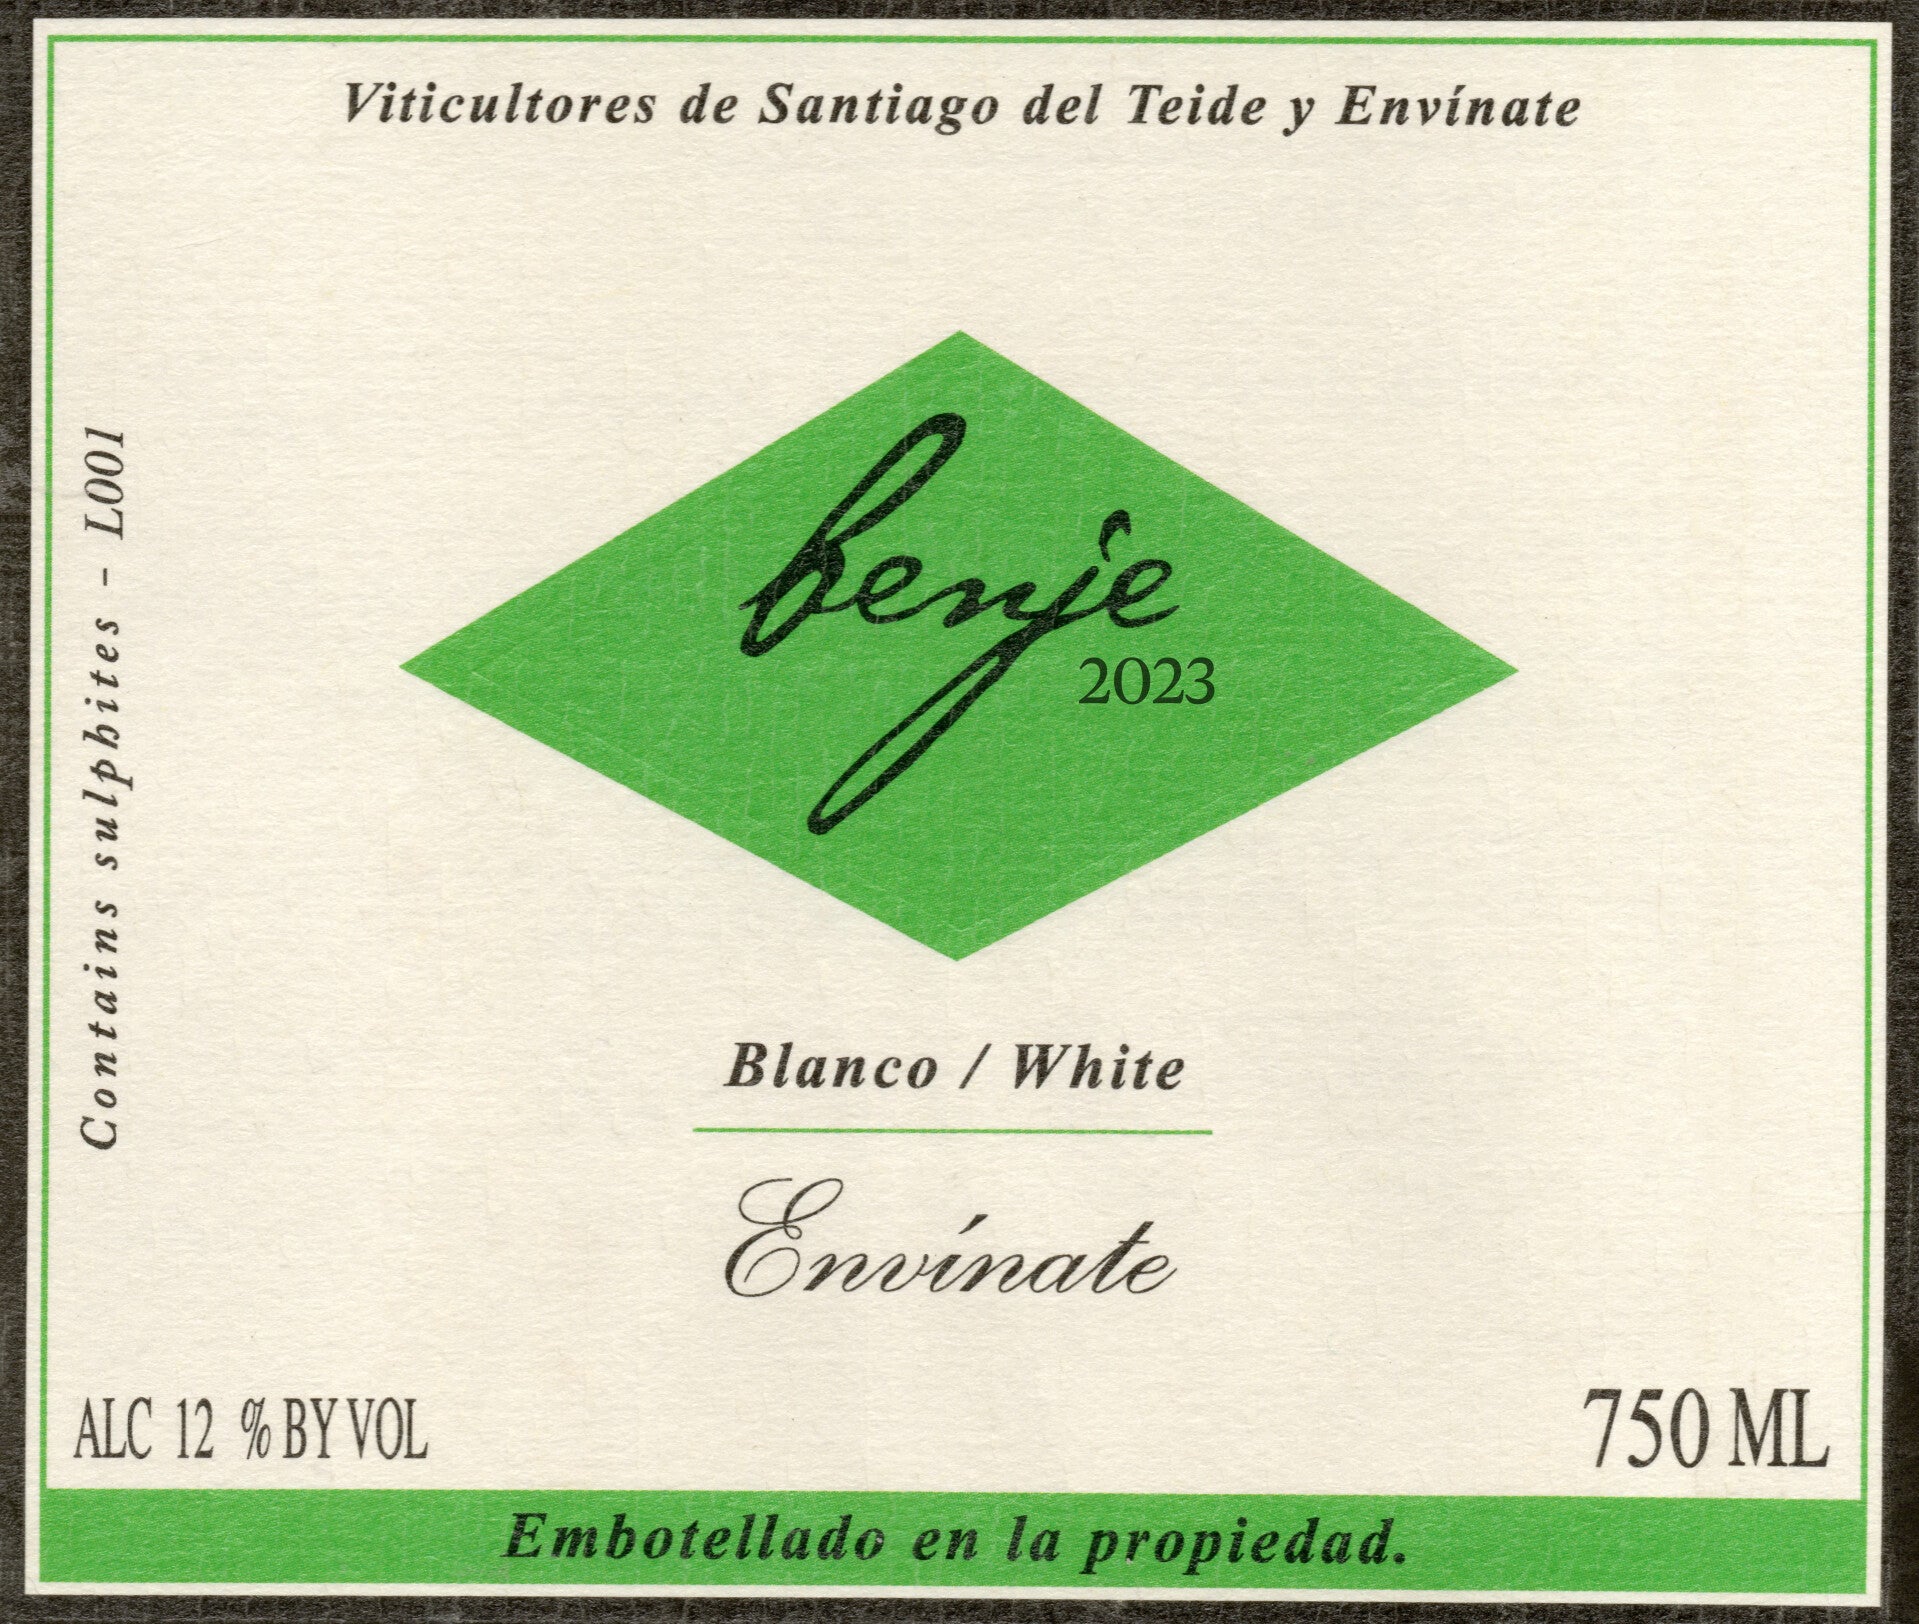 Viticultores de Santiago del Teide y Envínate
benje
2023
Contains sulphites - L001
Blanco / White
Envínate
ALC 12 % BY VOL
750 ML
Embotellado en la propiedad.